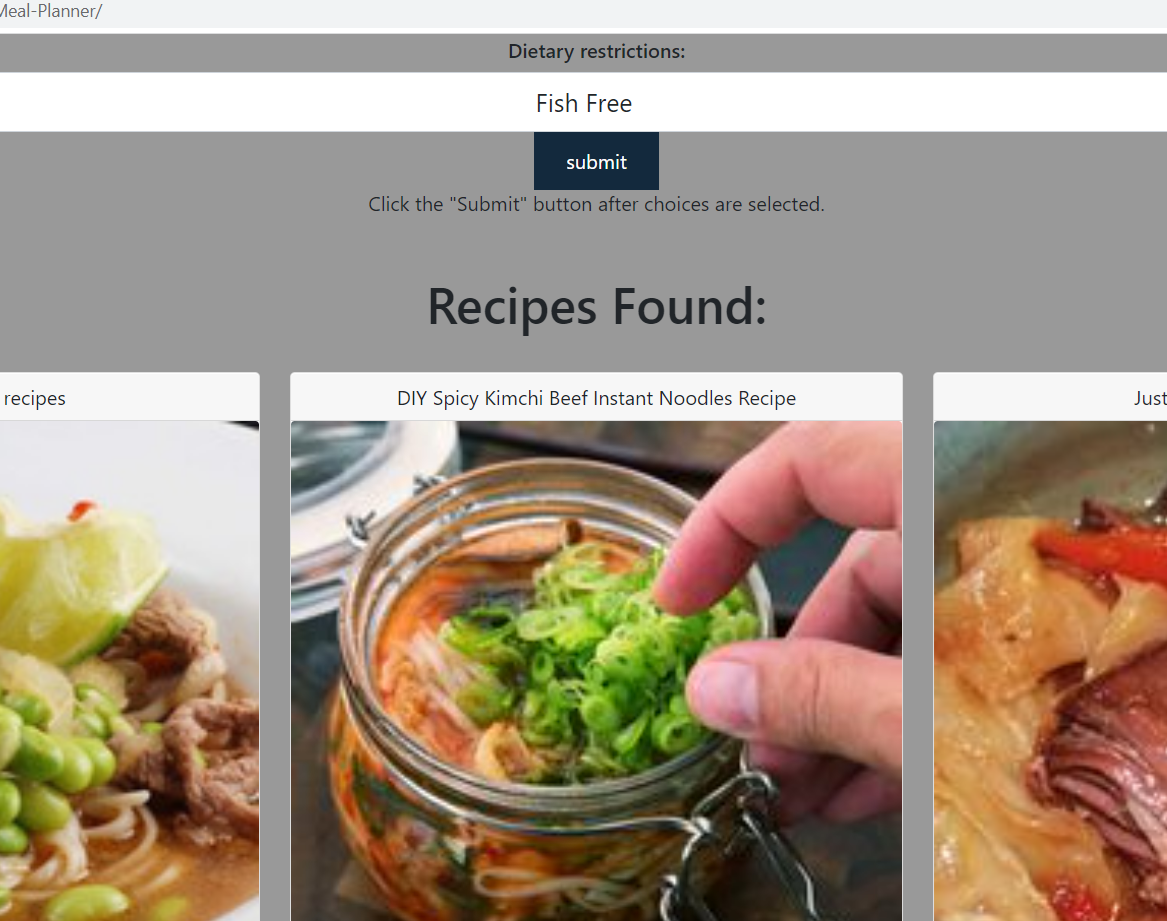 Meal-Planner/
Dietary restrictions:
Fish Free
submit
Click the "Submit" button after choices are selected.
Recipes Found:
recipes
DIY Spicy Kimchi Beef Instant Noodles Recipe
Just